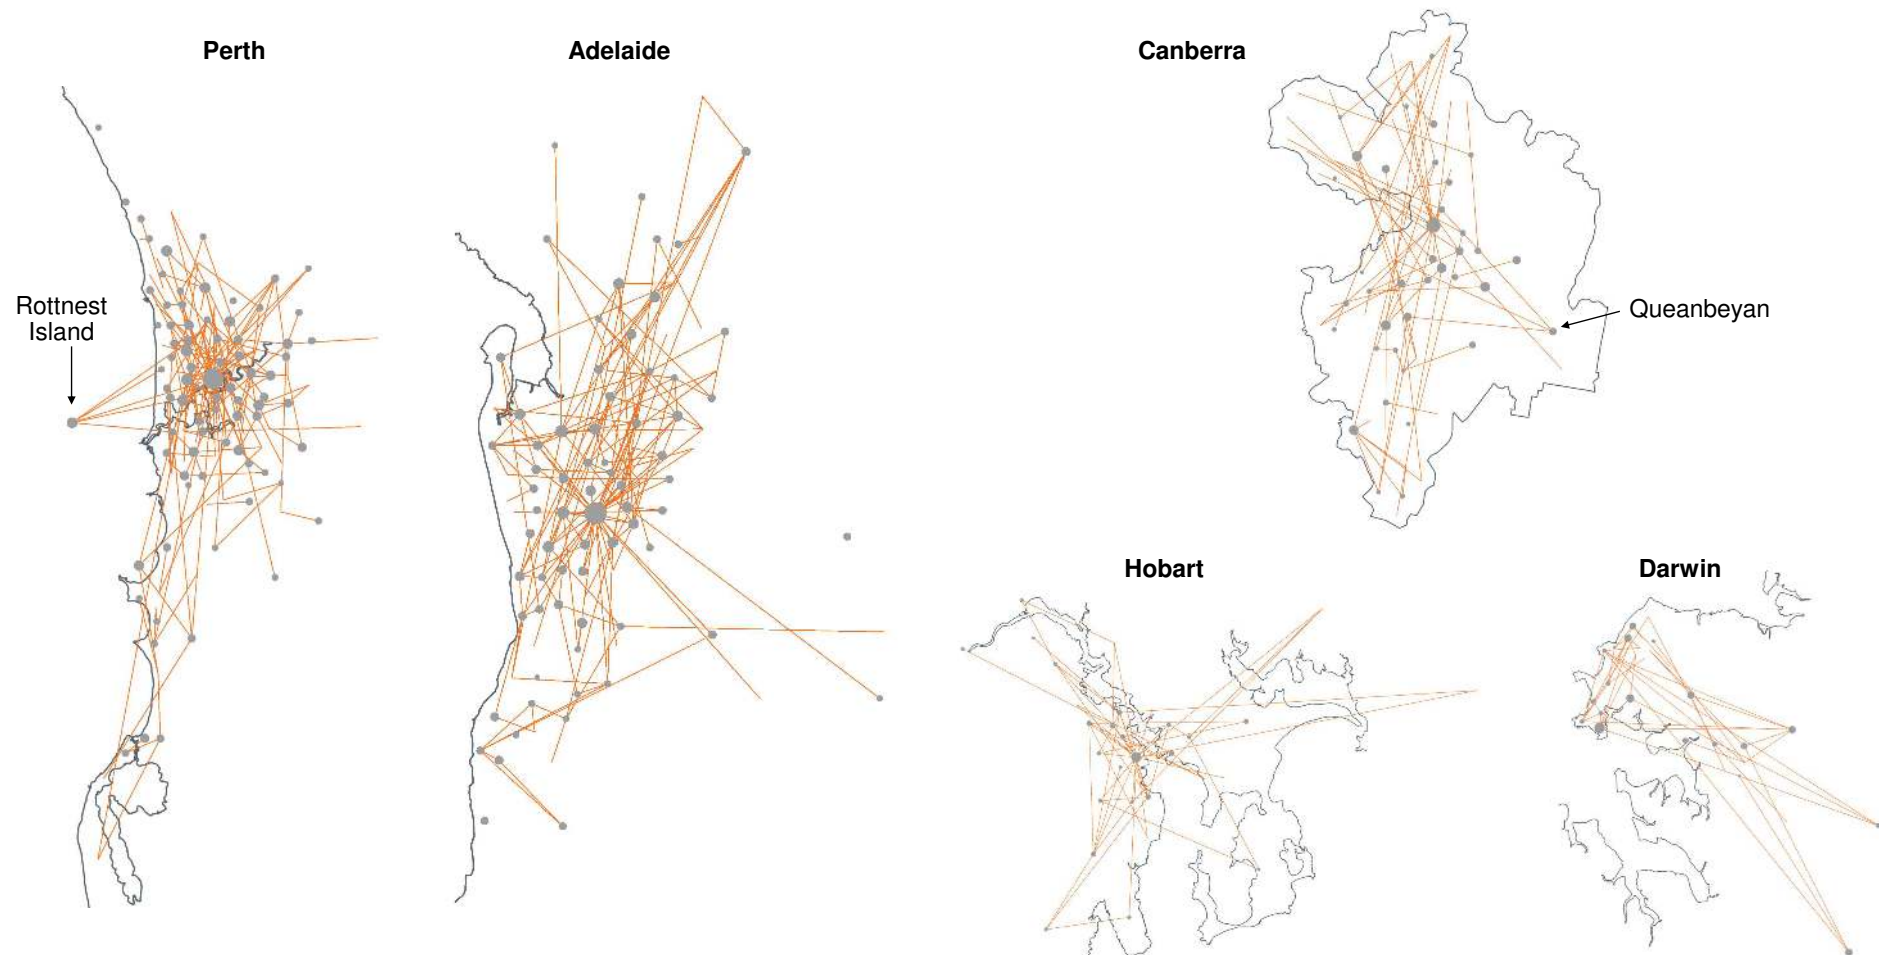 Perth
Adelaide
Canberra
Rottnest
Island
Queanbeyan
Hobart
Darwin